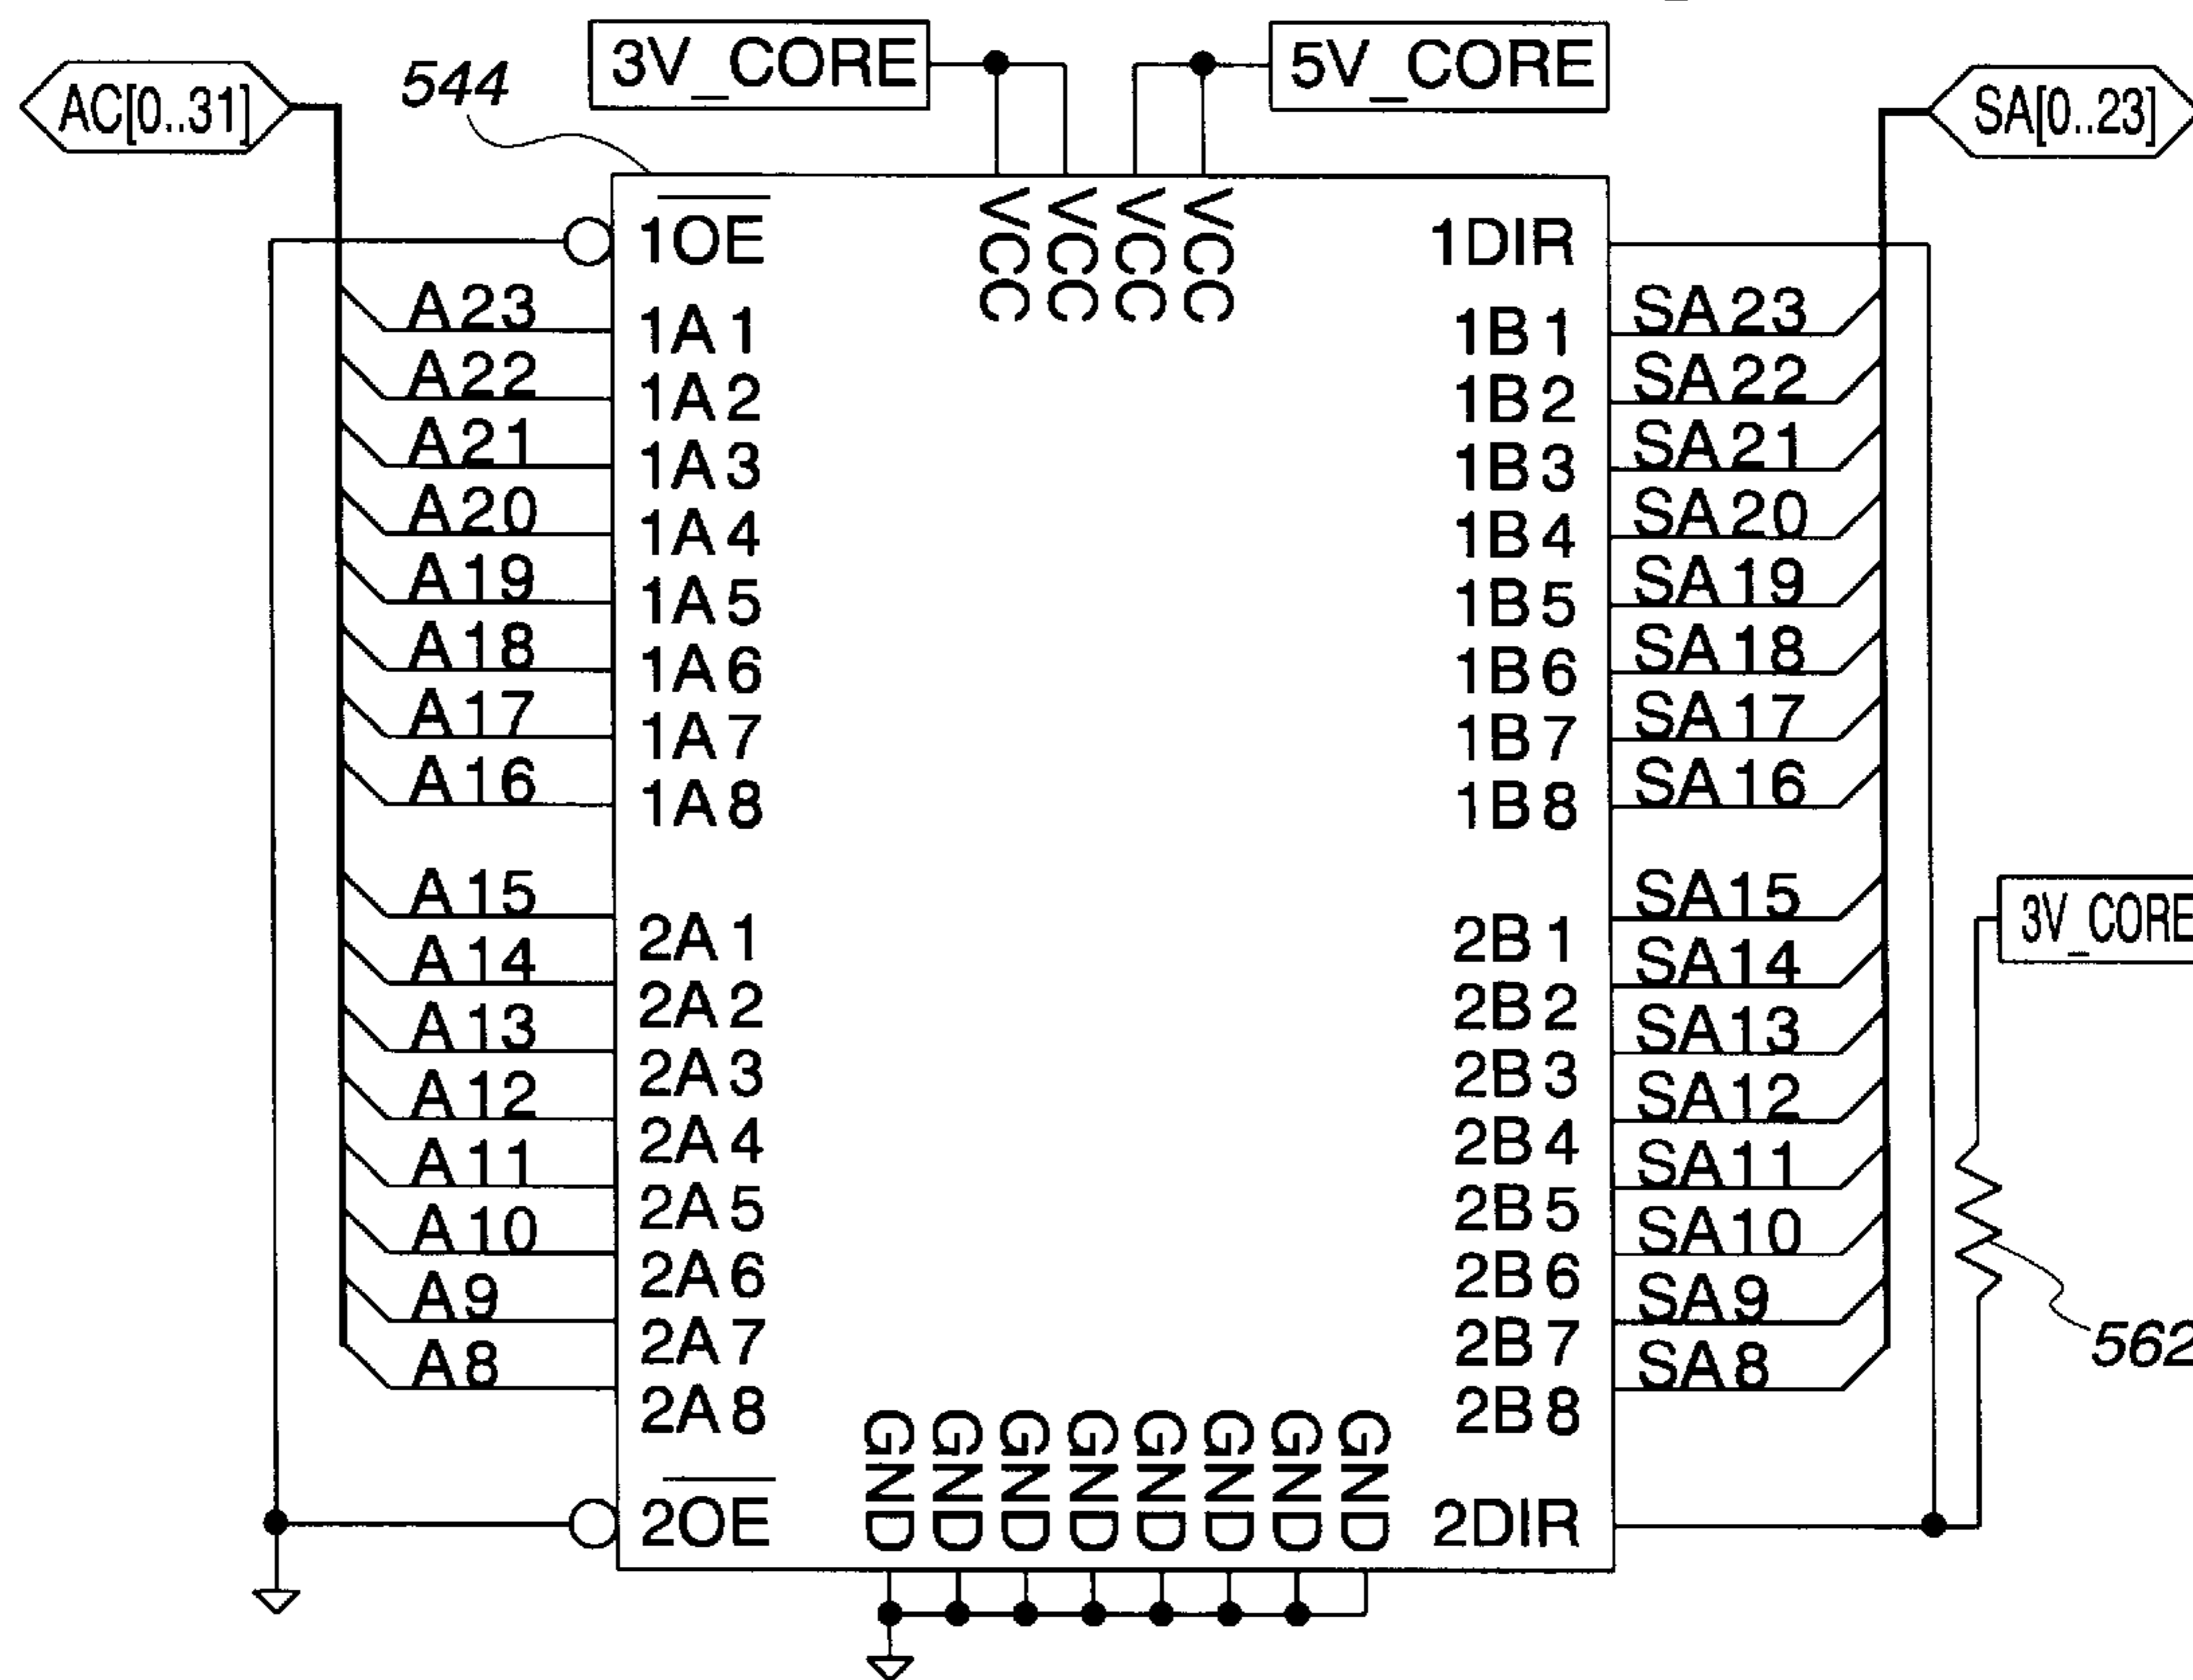 3V_CORE 5V_CORE
AC[0..31] 544 SA[0..23]
VCC VCC VCC VCC
1OE 1DIR
A23 1A1 1B1 SA23
A22 1A2 1B2 SA22
A21 1A3 1B3 SA21
A20 1A4 1B4 SA20
A19 1A5 1B5 SA19
A18 1A6 1B6 SA18
A17 1A7 1B7 SA17
A16 1A8 1B8 SA16
A15 2A1 2B1 SA15
3V_CORE
A14 2A2 2B2 SA14
A13 2A3 2B3 SA13
A12 2A4 2B4 SA12
A11 2A5 2B5 SA11
A10 2A6 2B6 SA10
A9 2A7 2B7 SA9
562
A8 2A8 2B8 SA8
GND GND GND GND GND GND GND GND
2OE 2DIR